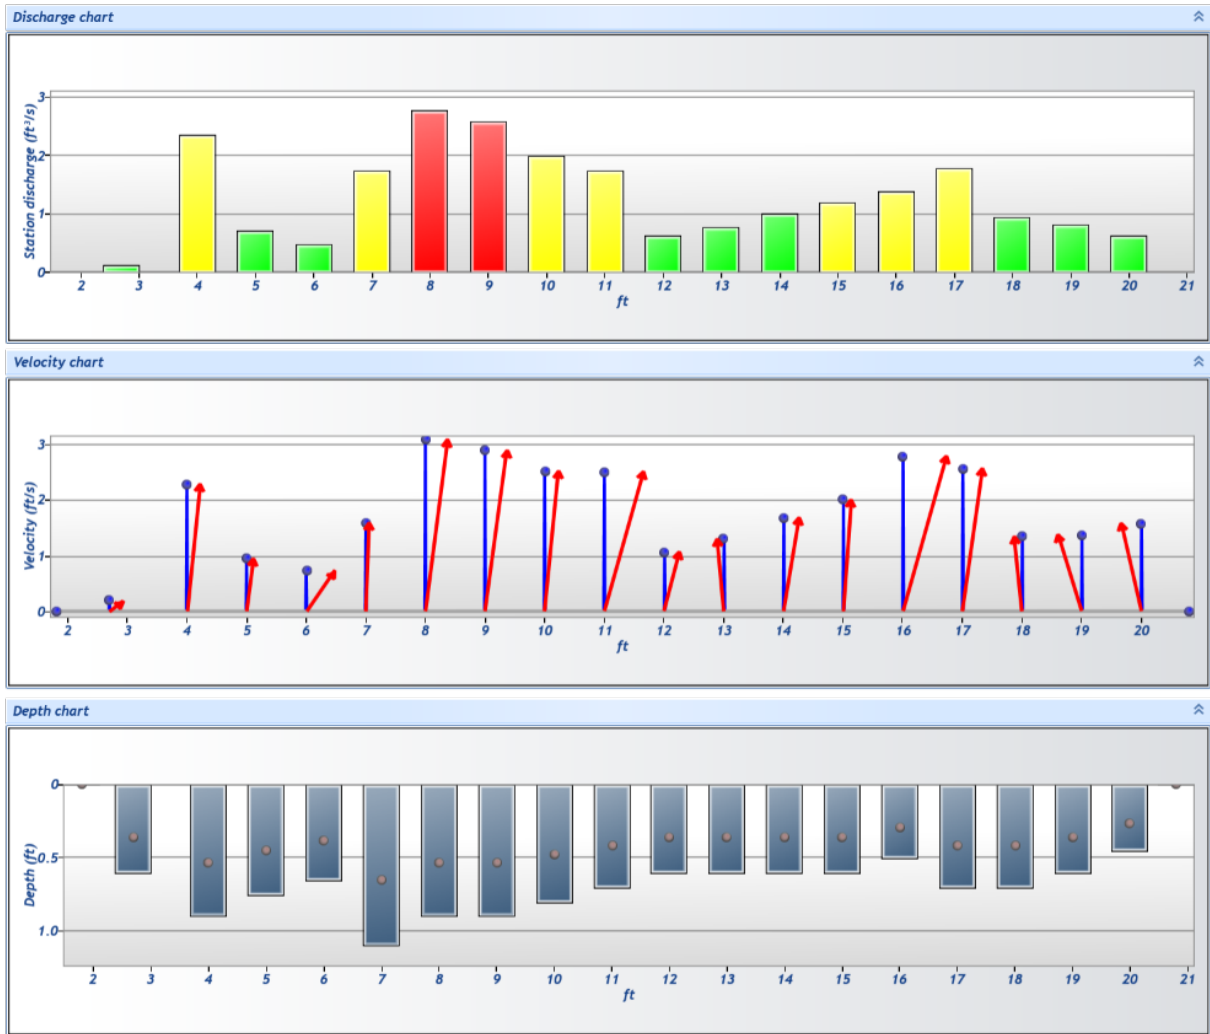 Discharge chart
Station discharge (ft³/s)
3
2
1
0
2 3 4 5 6 7 8 9 10 11 12 13 14 15 16 17 18 19 20 21
ft
Velocity chart
Velocity (ft/s)
3
2
1
0
2 3 4 5 6 7 8 9 10 11 12 13 14 15 16 17 18 19 20
ft
Depth chart
Depth (ft)
0
0.5
1.0
2 3 4 5 6 7 8 9 10 11 12 13 14 15 16 17 18 19 20 21
ft